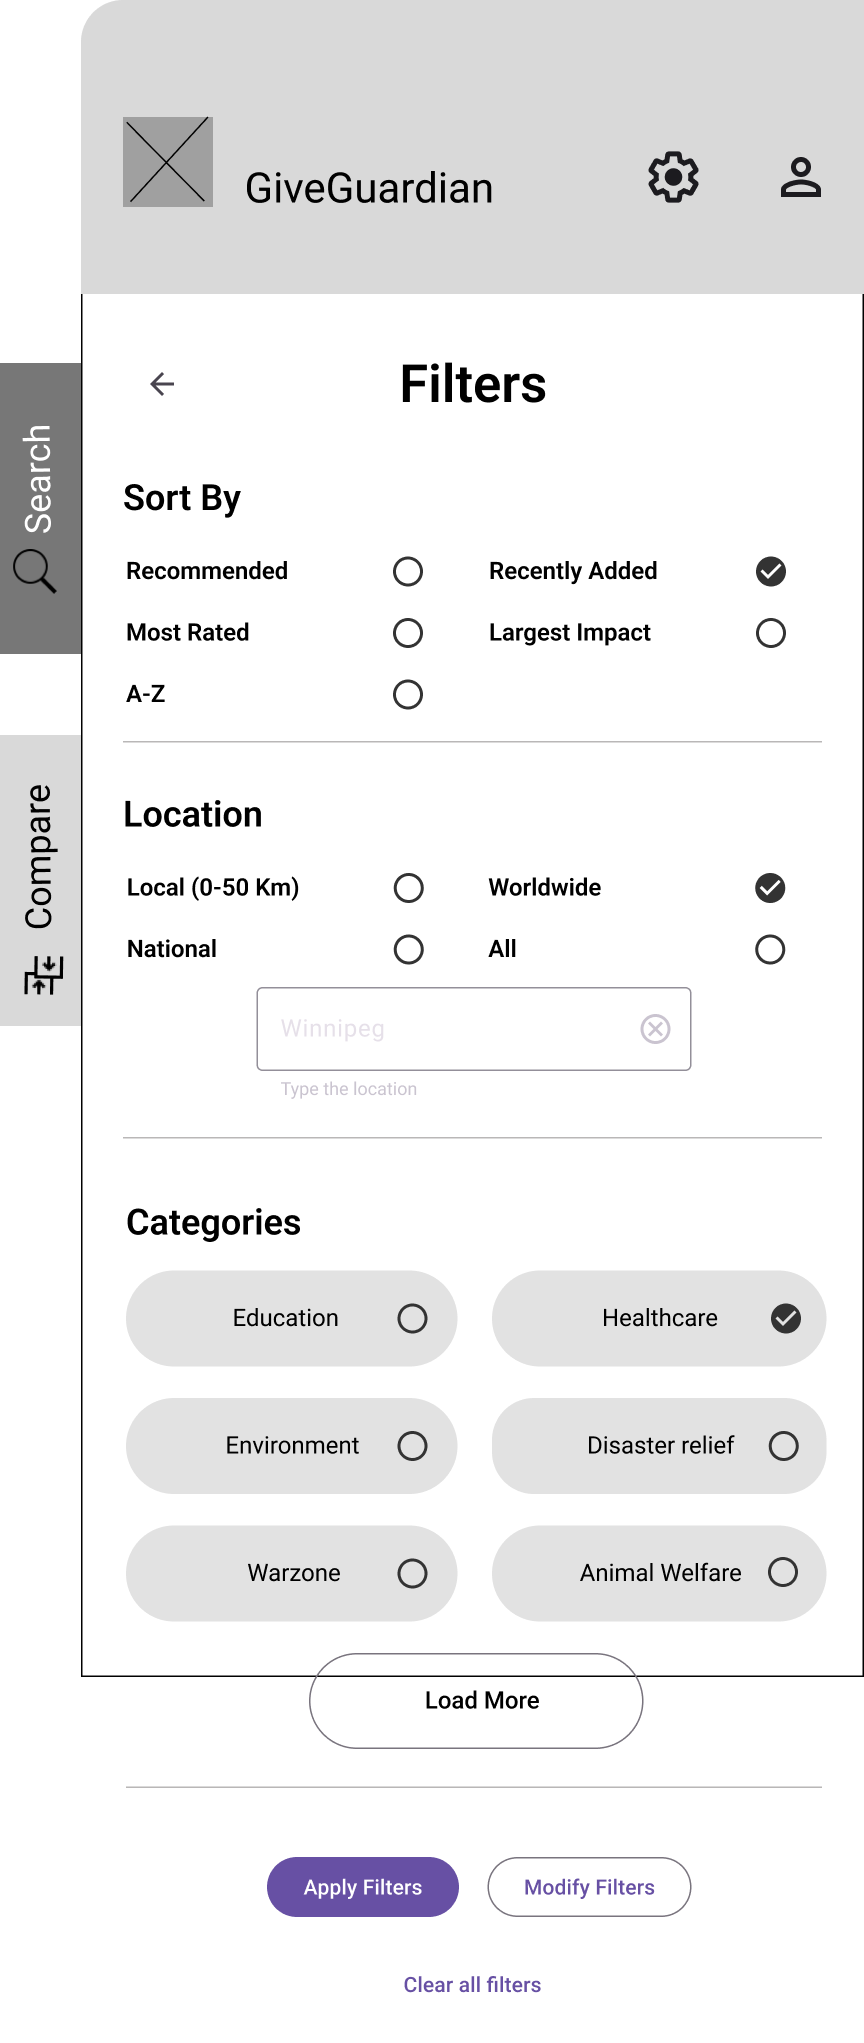 GiveGuardian
Search
Compare
Filters
Sort By
Recommended
Recently Added
Most Rated
Largest Impact
A-Z
Location
Local (0-50 Km)
Worldwide
National
All
Winnipeg
Type the location
Categories
Education
Healthcare
Environment
Disaster relief
Warzone
Animal Welfare
Load More
Apply Filters
Modify Filters
Clear all filters